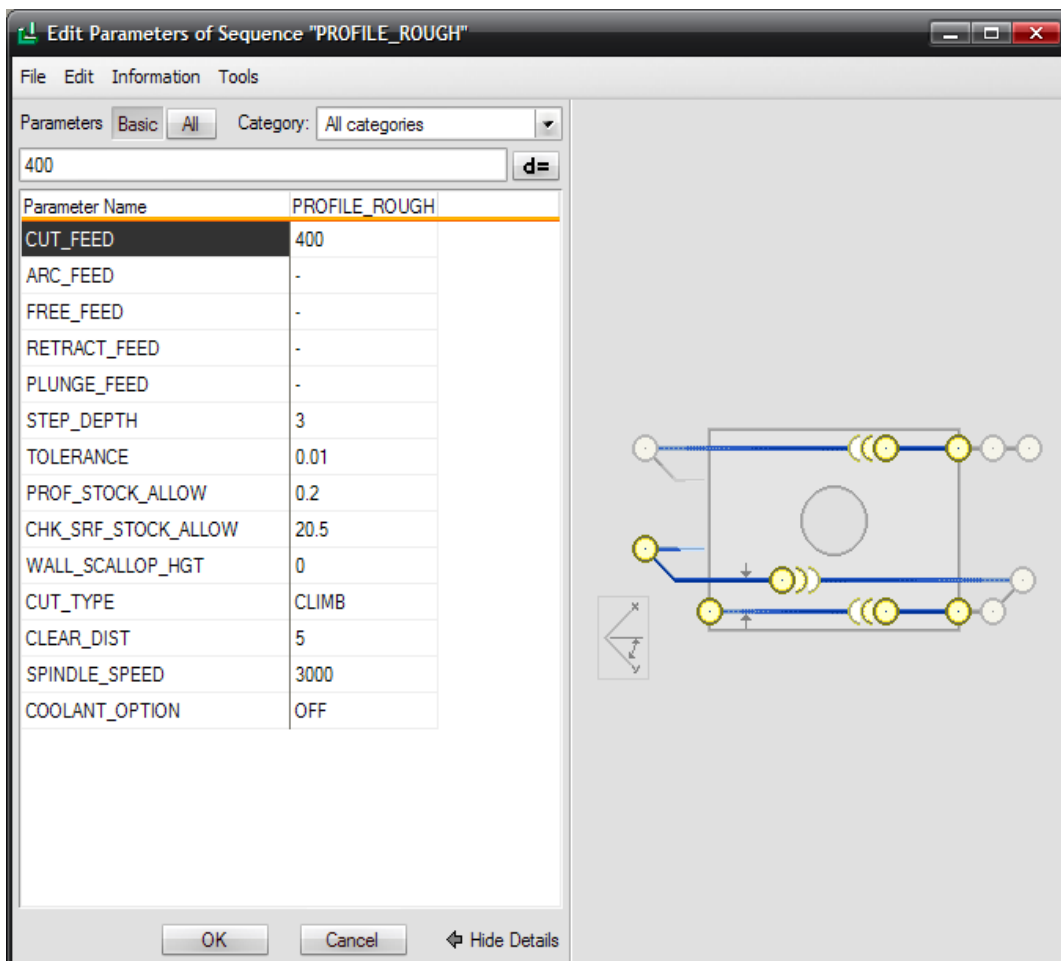 Edit Parameters of Sequence "PROFILE_ROUGH"
File Edit Information Tools
Parameters Basic All Category: All categories
400 d=
Parameter Name PROFILE_ROUGH
CUT_FEED 400
ARC_FEED -
FREE_FEED -
RETRACT_FEED -
PLUNGE_FEED -
STEP_DEPTH 3
TOLERANCE 0.01
PROF_STOCK_ALLOW 0.2
CHK_SRF_STOCK_ALLOW 20.5
WALL_SCALLOP_HGT 0
CUT_TYPE CLIMB
CLEAR_DIST 5
SPINDLE_SPEED 3000
COOLANT_OPTION OFF
x
y
OK Cancel Hide Details